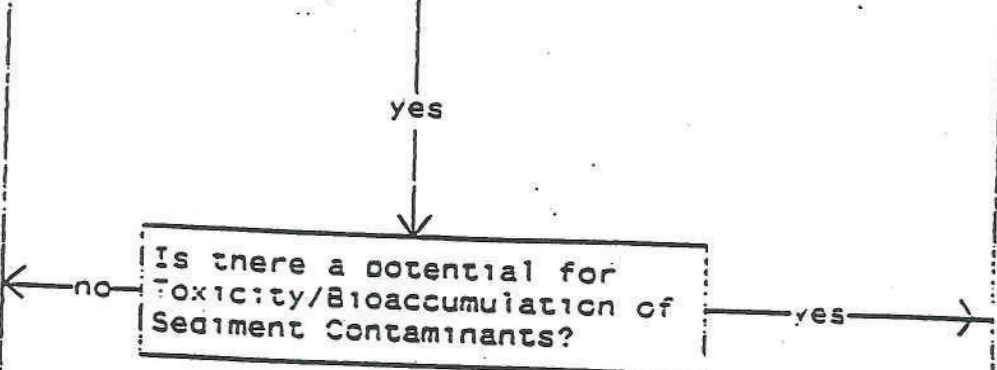 yes
Is there a potential for
no
Toxicity/Bioaccumulation of
yes
Sediment Contaminants?